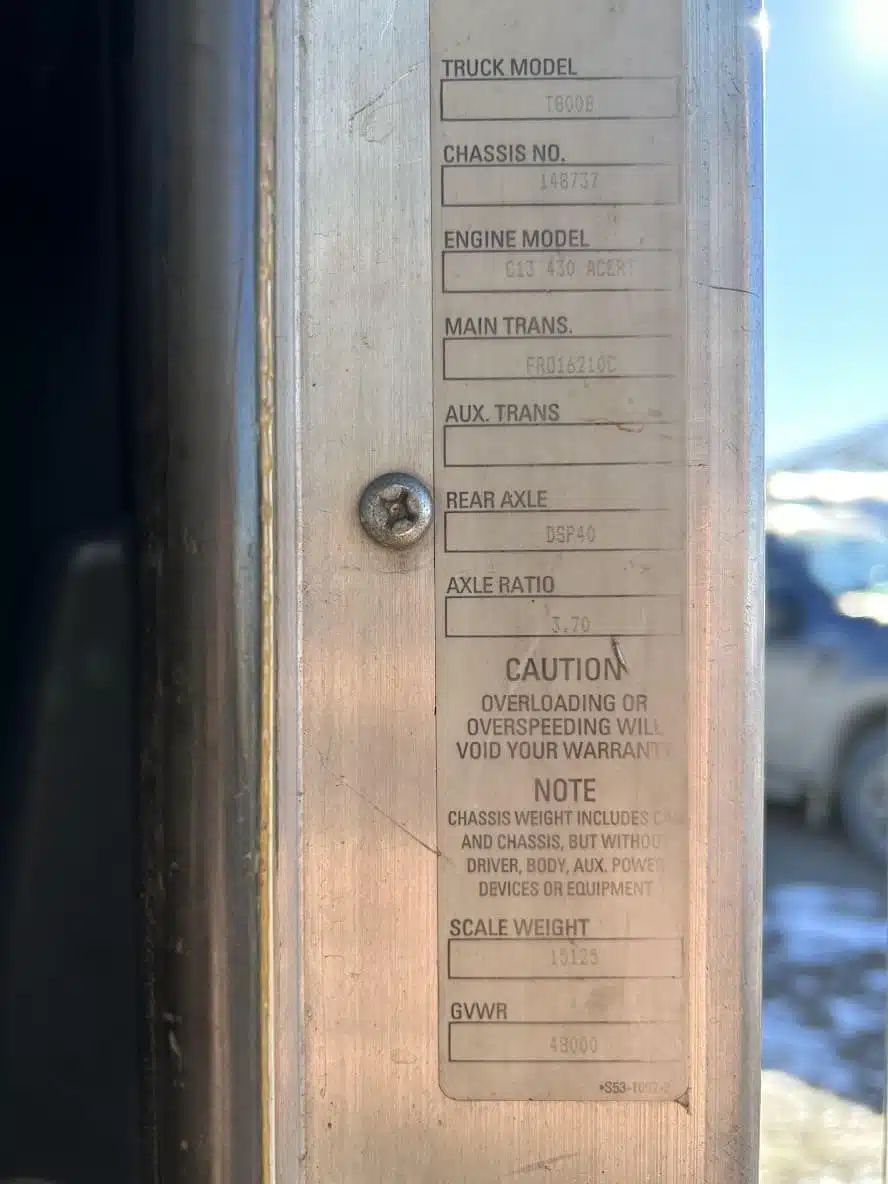 TRUCK MODEL
T800B
CHASSIS NO.
148737
ENGINE MODEL
C13 430 ACERT
MAIN TRANS.
FRO16210C
AUX. TRANS
REAR AXLE
DSP40
AXLE RATIO
3.70
CAUTION
OVERLOADING OR
OVERSPEEDING WILL
VOID YOUR WARRANTY
NOTE
CHASSIS WEIGHT INCLUDES CAB
AND CHASSIS, BUT WITHOUT
DRIVER, BODY, AUX. POWER
DEVICES OR EQUIPMENT
SCALE WEIGHT
15125
GVWR
48000